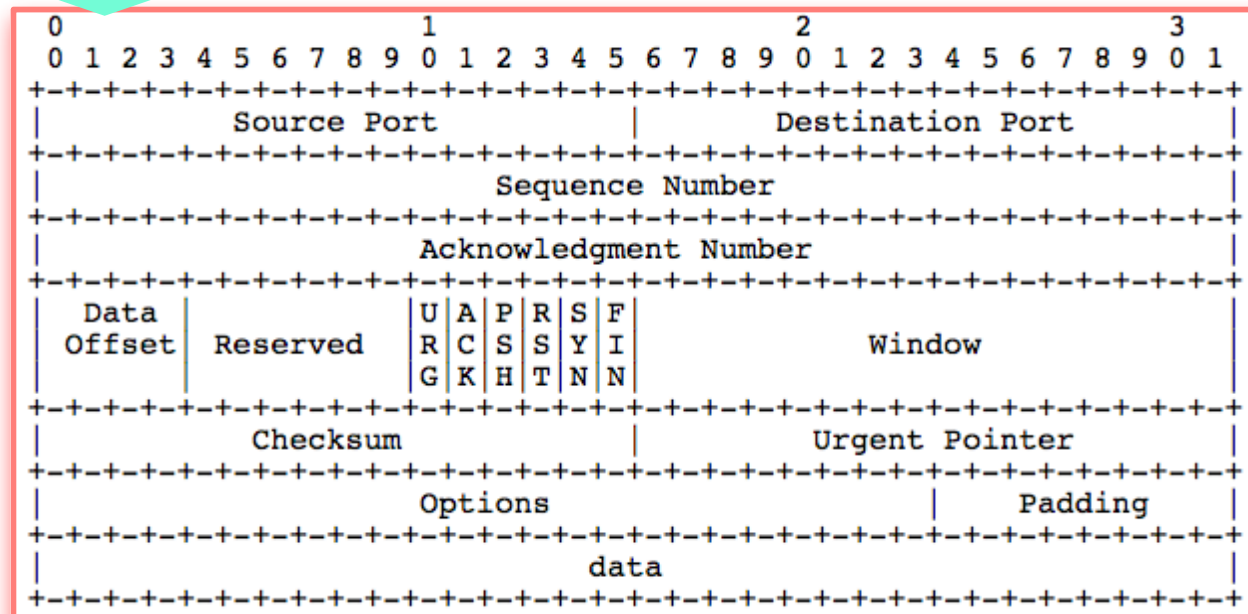 0                   1                   2                   3
0 1 2 3 4 5 6 7 8 9 0 1 2 3 4 5 6 7 8 9 0 1 2 3 4 5 6 7 8 9 0 1
+-+-+-+-+-+-+-+-+-+-+-+-+-+-+-+-+-+-+-+-+-+-+-+-+-+-+-+-+-+-+-+-+
| Source Port | Destination Port |
+-+-+-+-+-+-+-+-+-+-+-+-+-+-+-+-+-+-+-+-+-+-+-+-+-+-+-+-+-+-+-+-+
| Sequence Number |
+-+-+-+-+-+-+-+-+-+-+-+-+-+-+-+-+-+-+-+-+-+-+-+-+-+-+-+-+-+-+-+-+
| Acknowledgment Number |
+-+-+-+-+-+-+-+-+-+-+-+-+-+-+-+-+-+-+-+-+-+-+-+-+-+-+-+-+-+-+-+-+
| Data | |U|A|P|R|S|F| |
| Offset| Reserved |R|C|S|S|Y|I| Window |
| | |G|K|H|T|N|N| |
+-+-+-+-+-+-+-+-+-+-+-+-+-+-+-+-+-+-+-+-+-+-+-+-+-+-+-+-+-+-+-+-+
| Checksum | Urgent Pointer |
+-+-+-+-+-+-+-+-+-+-+-+-+-+-+-+-+-+-+-+-+-+-+-+-+-+-+-+-+-+-+-+-+
| Options | Padding |
+-+-+-+-+-+-+-+-+-+-+-+-+-+-+-+-+-+-+-+-+-+-+-+-+-+-+-+-+-+-+-+-+
| data |
+-+-+-+-+-+-+-+-+-+-+-+-+-+-+-+-+-+-+-+-+-+-+-+-+-+-+-+-+-+-+-+-+